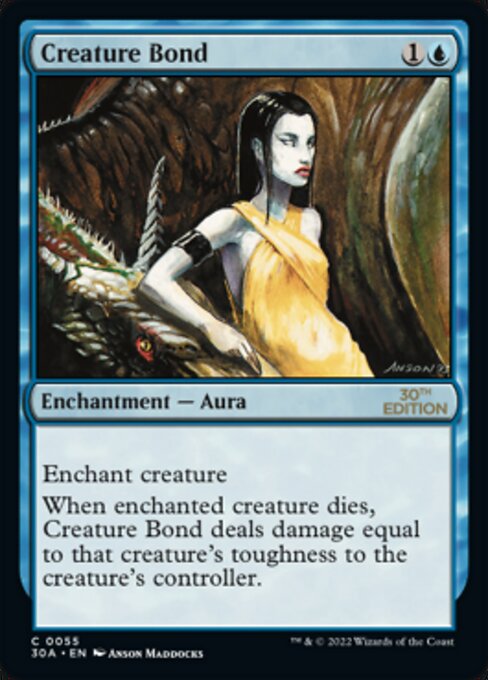 Creature Bond 1
ANSON 93
Enchantment — Aura
30TH
EDITION
Enchant creature
When enchanted creature dies,
Creature Bond deals damage equal
to that creature's toughness to the
creature's controller.
C 0055
™ & © 2022 Wizards of the Coast
30A • EN Anson Maddocks